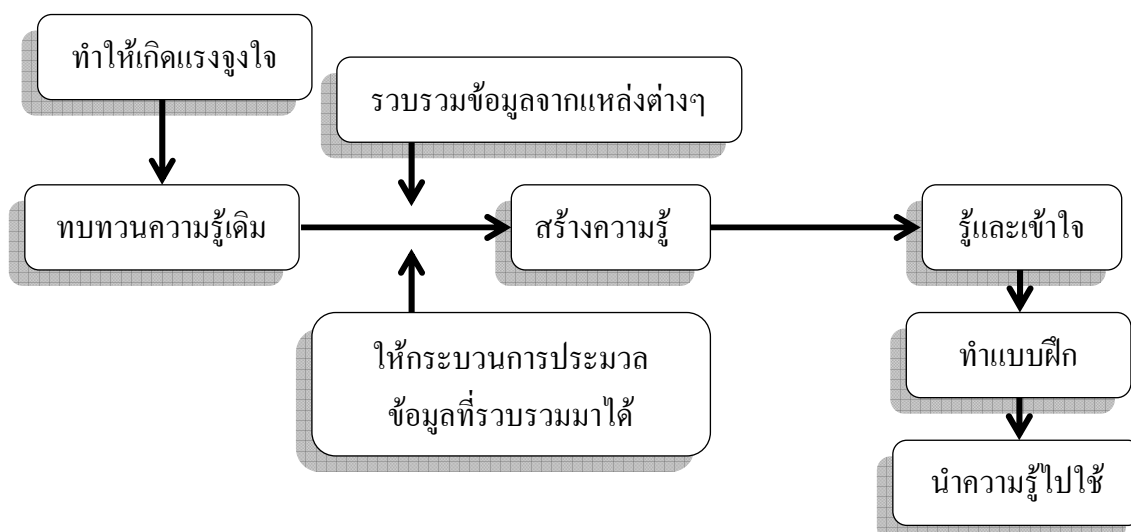 ทำให้เกิดแรงจูงใจ
รวบรวมข้อมูลจากแหล่งต่างๆ
ทบทวนความรู้เดิม
สร้างความรู้
รู้และเข้าใจ
ให้กระบวนการประมวล
ข้อมูลที่รวบรวมมาได้
ทำแบบฝึก
นำความรู้ไปใช้